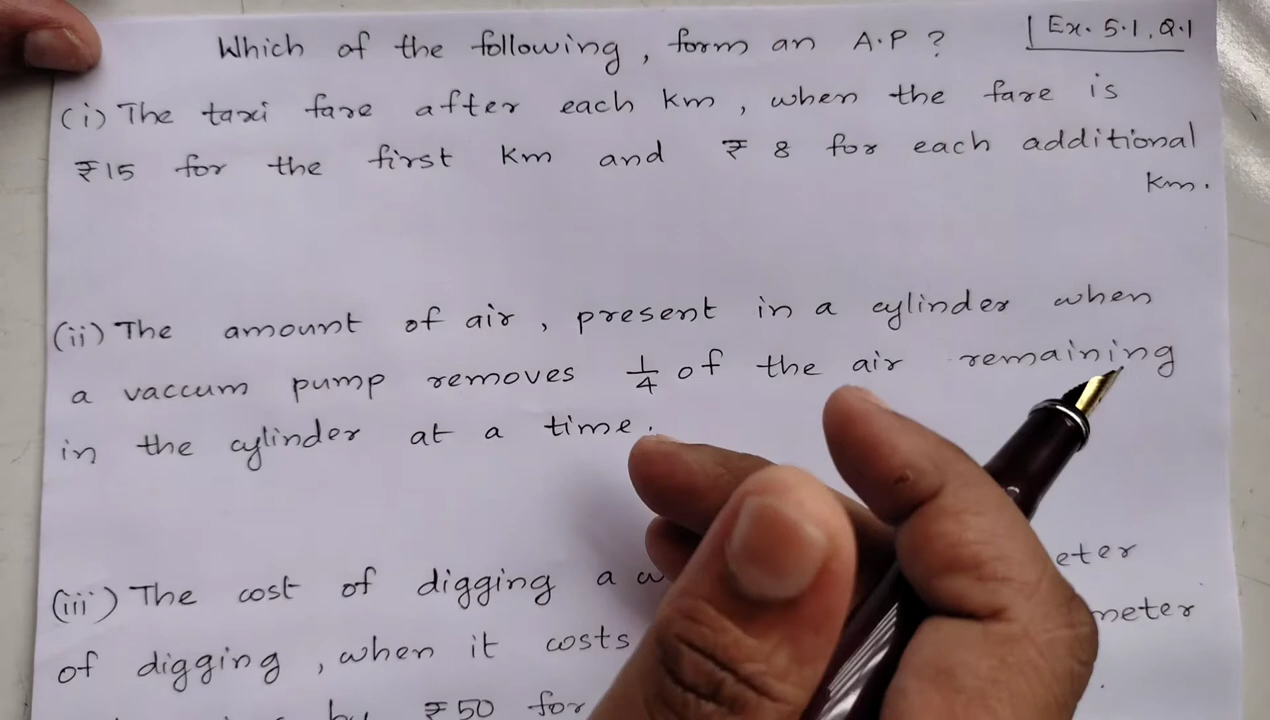 Which of the following, form an A.P ?
Ex. 5.1, Q.1
(i) The taxi fare after each km, when the fare is
₹15 for the first km and ₹ 8 for each additional
km.
(ii) The amount of air, present in a cylinder when
a vaccum pump removes 1/4 of the air remaining
in the cylinder at a time.
(iii) The cost of digging a
of digging, when it costs meter
by ₹50 for